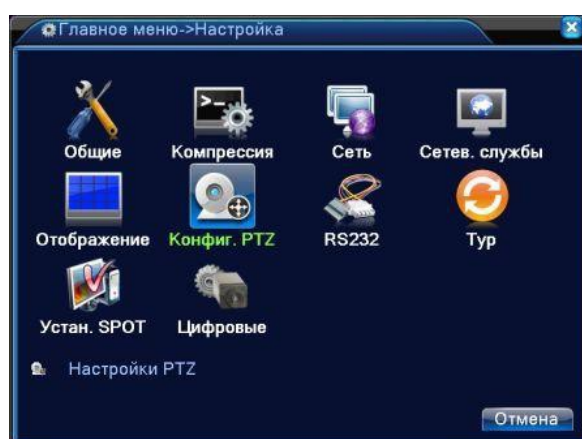 Главное меню->Настройка
Общие Компрессия Сеть Сетев. службы
Отображение Конфиг. PTZ RS232 Тур
Устан. SPOT Цифровые
Настройки PTZ
Отмена